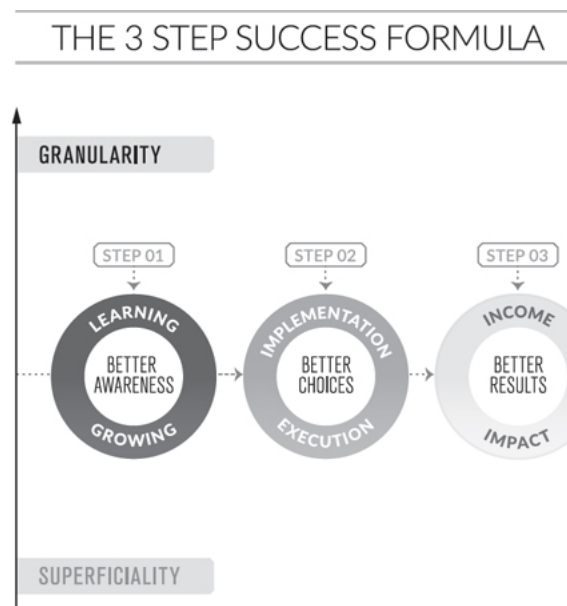 THE 3 STEP SUCCESS FORMULA
GRANULARITY
STEP 01
STEP 02
STEP 03
LEARNING
BETTER
AWARENESS
GROWING
IMPLEMENTATION
BETTER
CHOICES
EXECUTION
INCOME
BETTER
RESULTS
IMPACT
SUPERFICIALITY